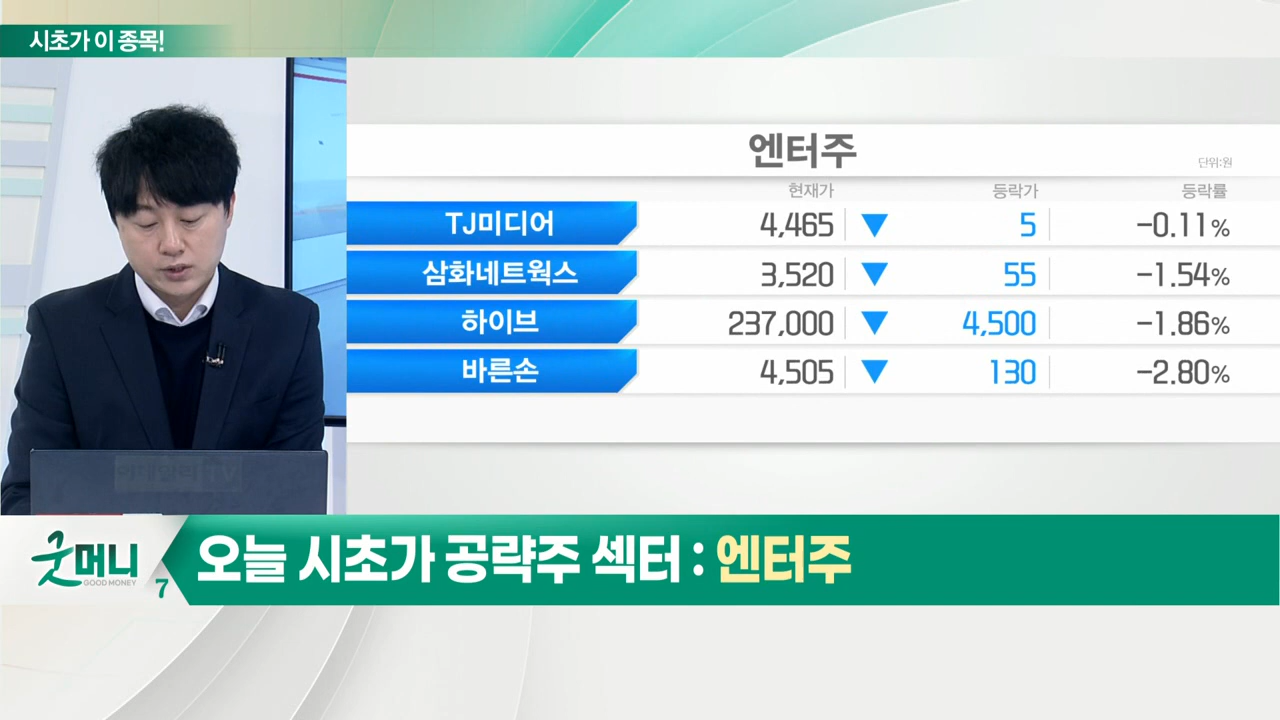 시초가 이 종목!
엔터주
단위:원
현재가 등락가 등락률
TJ미디어 4,465 ▼ 5 -0.11%
삼화네트웍스 3,520 ▼ 55 -1.54%
하이브 237,000 ▼ 4,500 -1.86%
바른손 4,505 ▼ 130 -2.80%
굿머니
GOOD MONEY
7
오늘 시초가 공략주 섹터 : 엔터주